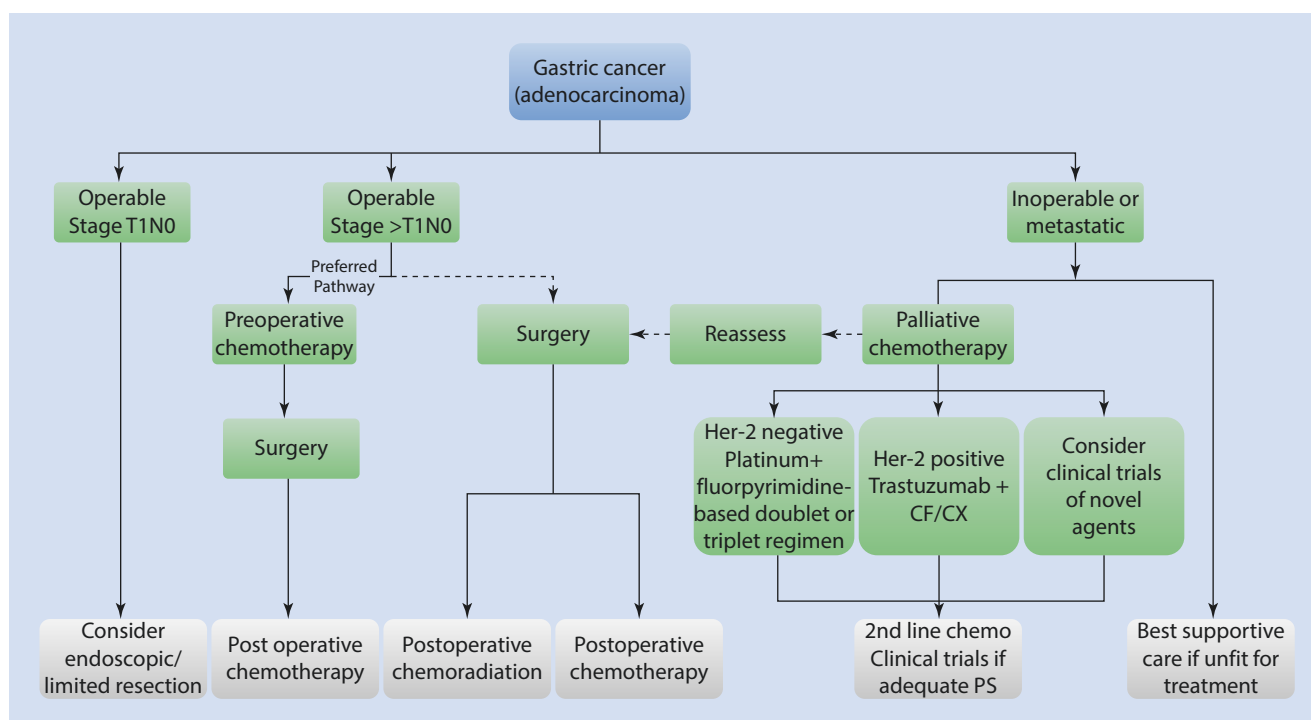 Gastric cancer
(adenocarcinoma)
Operable
Stage T1N0
Operable
Stage >T1N0
Inoperable or
metastatic
Preferred
Pathway
Preoperative
chemotherapy
Surgery
Reassess
Palliative
chemotherapy
Surgery
Her-2 negative
Platinum+
fluorpyrimidine-
based doublet or
triplet regimen
Her-2 positive
Trastuzumab +
CF/CX
Consider
clinical trials
of novel
agents
Consider
endoscopic/
limited resection
Post operative
chemotherapy
Postoperative
chemoradiation
Postoperative
chemotherapy
2nd line chemo
Clinical trials if
adequate PS
Best supportive
care if unfit for
treatment